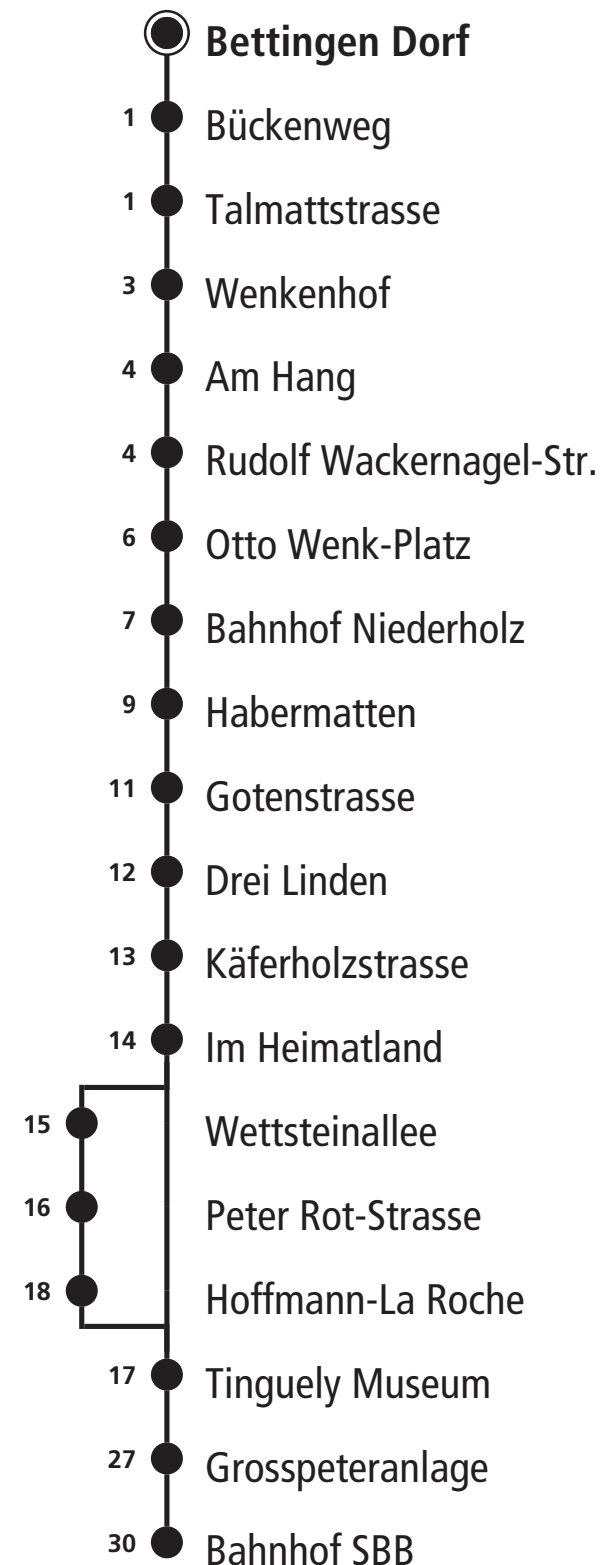 Bettingen Dorf
1 Bückenweg
1 Talmattstrasse
3 Wenkenhof
4 Am Hang
4 Rudolf Wackernagel-Str.
6 Otto Wenk-Platz
7 Bahnhof Niederholz
9 Habermatten
11 Gotenstrasse
12 Drei Linden
13 Käferholzstrasse
14 Im Heimatland
15 Wettsteinallee
16 Peter Rot-Strasse
18 Hoffmann-La Roche
17 Tinguely Museum
27 Grosspeteranlage
30 Bahnhof SBB